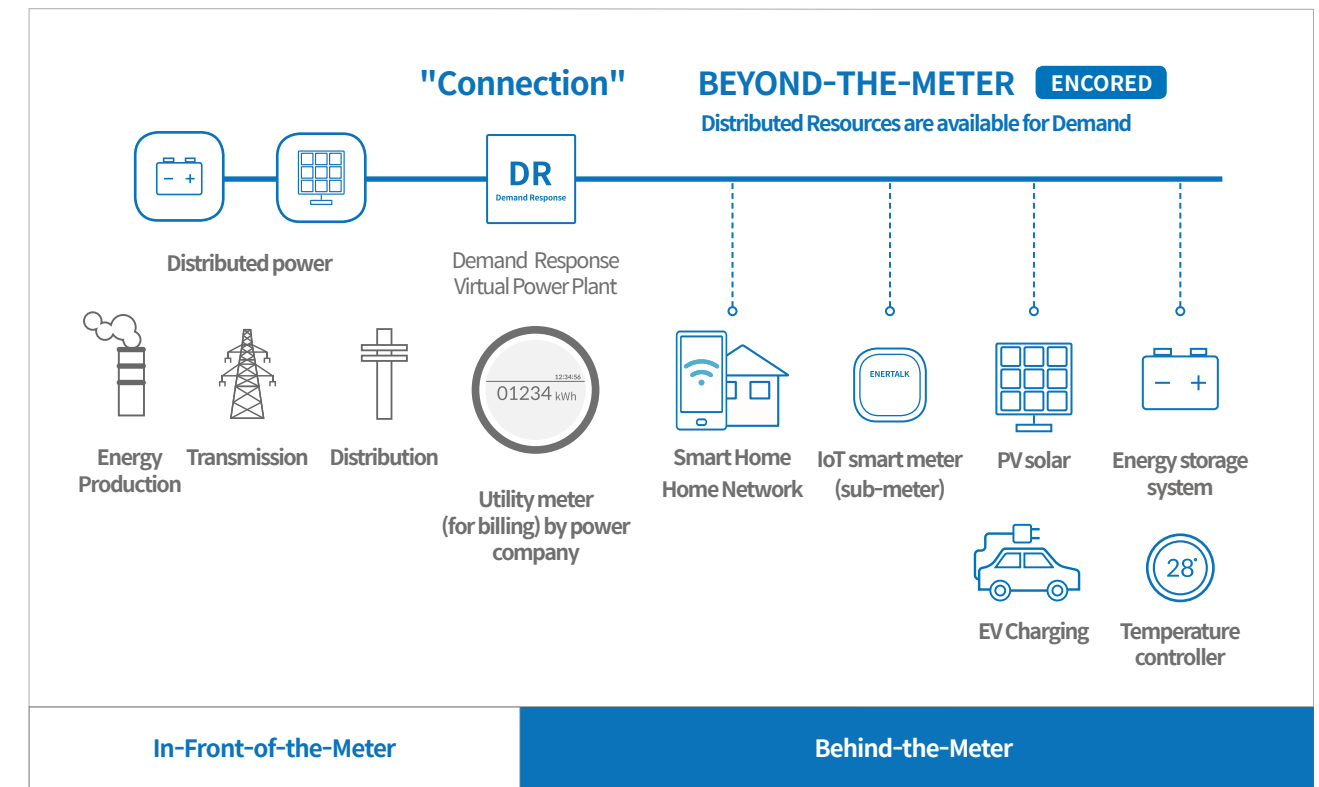 "Connection"
BEYOND-THE-METER
ENCORED
Distributed Resources are available for Demand
- +
DR
Demand Response
Distributed power
Demand Response
Virtual Power Plant
12:34:56
01234 kWh
ENERTALK
- +
Energy
Production
Transmission
Distribution
Utility meter
(for billing) by power
company
Smart Home
Home Network
IoT smart meter
(sub-meter)
PV solar
Energy storage
system
28°
EV Charging
Temperature
controller
In-Front-of-the-Meter
Behind-the-Meter